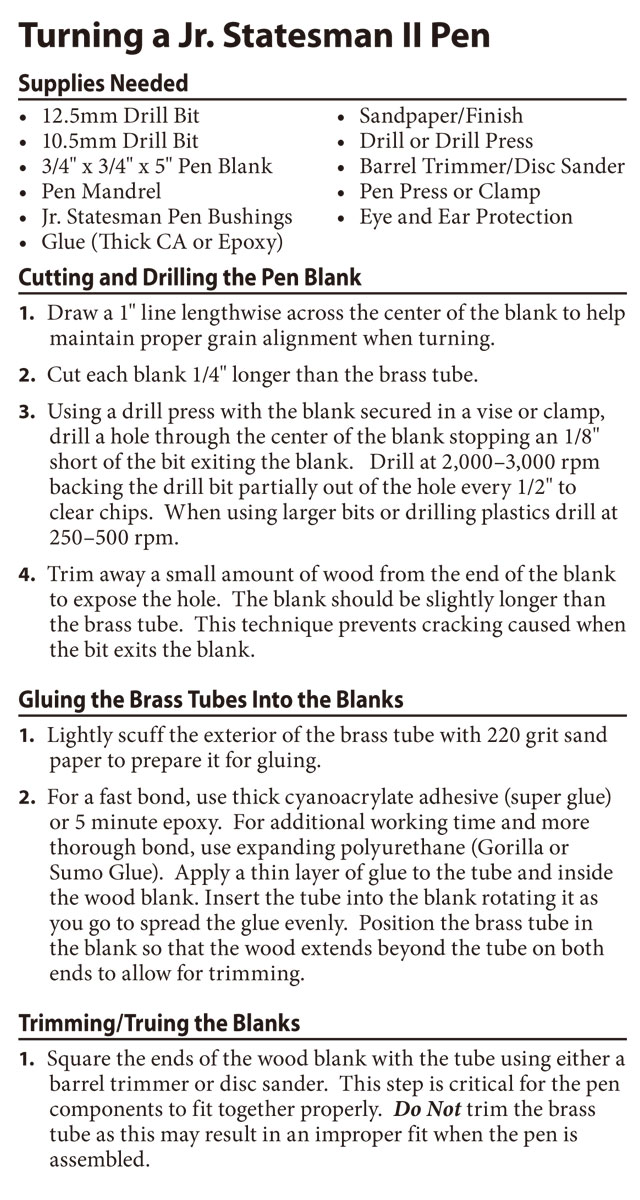 Turning a Jr. Statesman II Pen
Supplies Needed
• 12.5mm Drill Bit
• 10.5mm Drill Bit
• 3/4" x 3/4" x 5" Pen Blank
• Pen Mandrel
• Jr. Statesman Pen Bushings
• Glue (Thick CA or Epoxy)
• Sandpaper/Finish
• Drill or Drill Press
• Barrel Trimmer/Disc Sander
• Pen Press or Clamp
• Eye and Ear Protection
Cutting and Drilling the Pen Blank
1. Draw a 1" line lengthwise across the center of the blank to help
maintain proper grain alignment when turning.
2. Cut each blank 1/4" longer than the brass tube.
3. Using a drill press with the blank secured in a vise or clamp,
drill a hole through the center of the blank stopping an 1/8"
short of the bit exiting the blank. Drill at 2,000–3,000 rpm
backing the drill bit partially out of the hole every 1/2" to
clear chips. When using larger bits or drilling plastics drill at
250–500 rpm.
4. Trim away a small amount of wood from the end of the blank
to expose the hole. The blank should be slightly longer than
the brass tube. This technique prevents cracking caused when
the bit exits the blank.
Gluing the Brass Tubes Into the Blanks
1. Lightly scuff the exterior of the brass tube with 220 grit sand
paper to prepare it for gluing.
2. For a fast bond, use thick cyanoacrylate adhesive (super glue)
or 5 minute epoxy. For additional working time and more
thorough bond, use expanding polyurethane (Gorilla or
Sumo Glue). Apply a thin layer of glue to the tube and inside
the wood blank. Insert the tube into the blank rotating it as
you go to spread the glue evenly. Position the brass tube in
the blank so that the wood extends beyond the tube on both
ends to allow for trimming.
Trimming/Truing the Blanks
1. Square the ends of the wood blank with the tube using either a
barrel trimmer or disc sander. This step is critical for the pen
components to fit together properly. Do Not trim the brass
tube as this may result in an improper fit when the pen is
assembled.